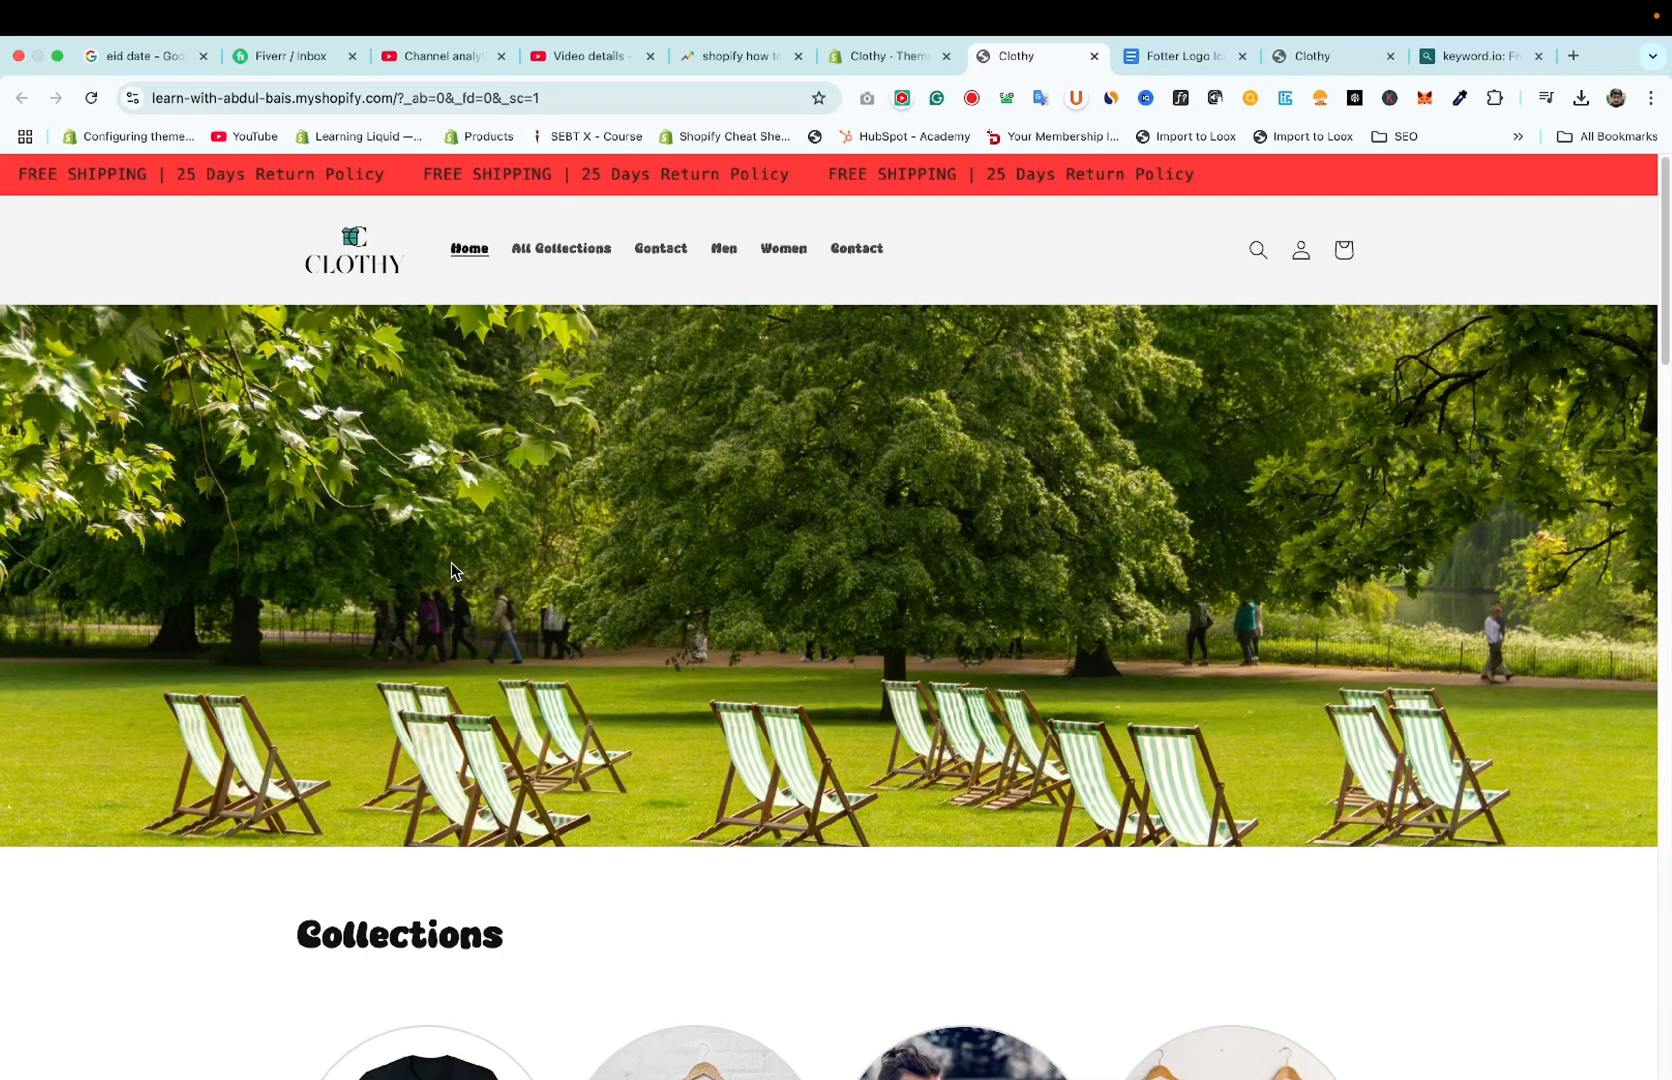 eid date - Goo
Fiverr / Inbox
Channel analyt
Video details -
shopify how to
Clothy · Them
Clothy
Fotter Logo Ic
Clothy
keyword.io: Fr
learn-with-abdul-bais.myshopify.com/?_ab=0&_fd=0&_sc=1
Configuring theme...
YouTube
Learning Liquid —...
Products
SEBT X - Course
Shopify Cheat She...
HubSpot - Academy
Your Membership I...
Import to Loox
Import to Loox
SEO
»
All Bookmarks
FREE SHIPPING | 25 Days Return Policy FREE SHIPPING | 25 Days Return Policy FREE SHIPPING | 25 Days Return Policy
CLOTHY
Home All Collections Contact Men Women Contact
Collections